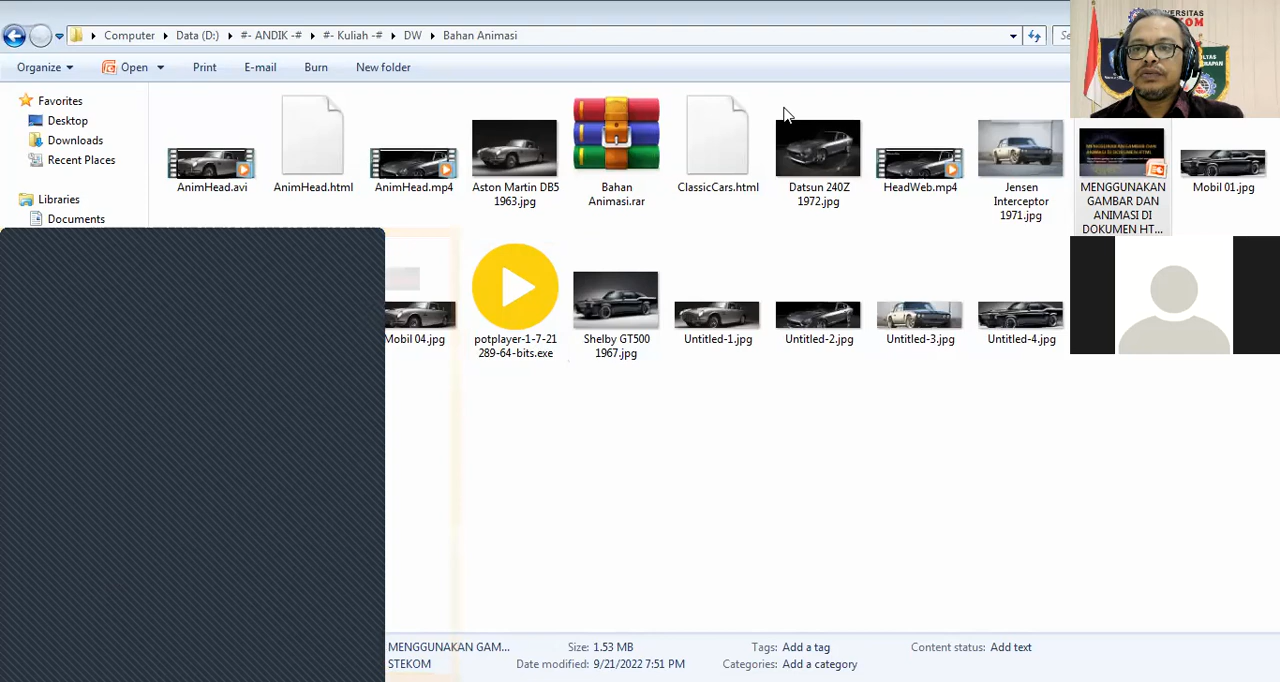 Computer Data (D:) #- ANDIK -# #- Kuliah -# DW Bahan Animasi
Organize Open Print E-mail Burn New folder
Favorites
Desktop
Downloads
Recent Places
Libraries
Documents
AnimHead.avi
AnimHead.html
AnimHead.mp4
Aston Martin DB5
1963.jpg
Bahan
Animasi.rar
ClassicCars.html
Datsun 240Z
1972.jpg
HeadWeb.mp4
Jensen
Interceptor
1971.jpg
MENGGUNAKAN
GAMBAR DAN
ANIMASI DI
DOKUMEN HT...
Mobil 01.jpg
Mobil 04.jpg
potplayer-1-7-21
289-64-bits.exe
Shelby GT500
1967.jpg
Untitled-1.jpg
Untitled-2.jpg
Untitled-3.jpg
Untitled-4.jpg
MENGGUNAKAN GAM... Size: 1.53 MB Tags: Add a tag Content status: Add text
STEKOM Date modified: 9/21/2022 7:51 PM Categories: Add a category